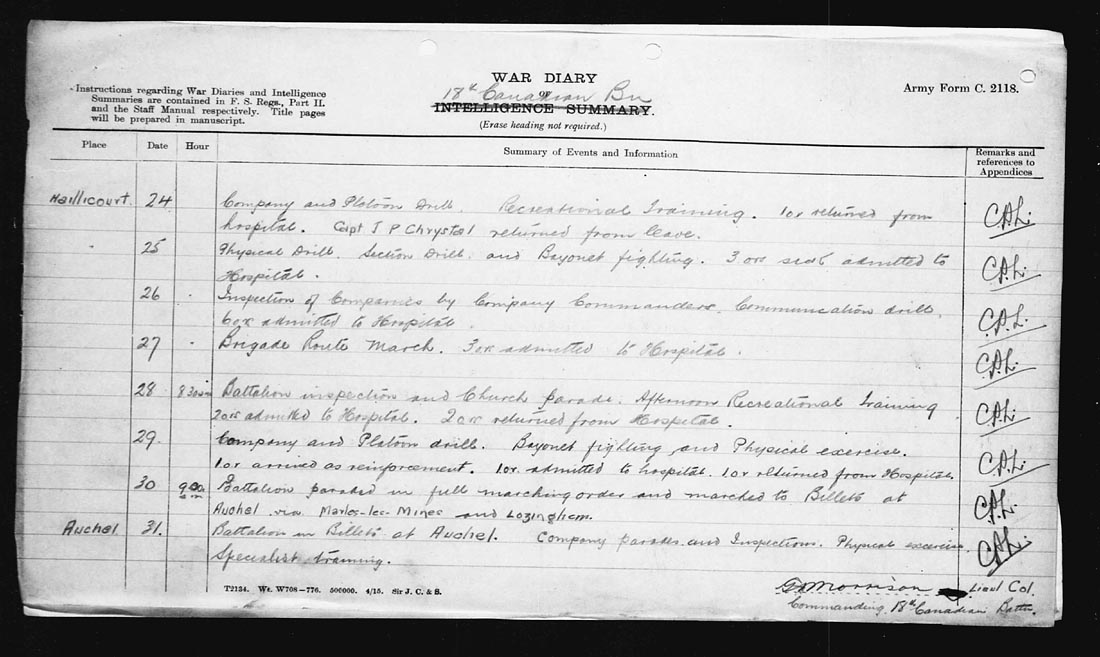 WAR DIARY
OR
18th Canadian Bn
INTELLIGENCE SUMMARY.
(Erase heading not required.)
Army Form C. 2118.
Instructions regarding War Diaries and Intelligence
Summaries are contained in F. S. Regs., Part II.
and the Staff Manual respectively. Title pages
will be prepared in manuscript.
Place Date Hour Summary of Events and Information Remarks and
references to
Appendices
Haillicourt 24 Company and Platoon Drill. Recreational Training. 1 or returned from C.A.L.
hospital. Capt J P Chrystal returned from leave.
" 25 Physical Drill. Section Drill and Bayonet fighting. 3 ors admitted to C.A.L.
Hospital.
26 Inspection of Companies by Company Commanders. Communication drill. C.A.L.
6 ors admitted to Hospital.
27 Brigade Route March. 3 ors admitted to Hospital. C.A.L.
28 8 30 am Battalion inspection and Church parade. Afternoon Recreational training C.A.L.
2 ors admitted to Hospital. 2 ors returned from Hospital.
29. Company and Platoon drill. Bayonet fighting and Physical exercise. C.A.L.
1 or arrived as reinforcement. 1 or admitted to hospital. 1 or returned from Hospital.
30 9 00 am Battalion paraded in full marching order and marched to Billets at C.A.L.
Auchel via Marles-les-Mines and Lozinghem.
Auchel 31. Battalion in Billets at Auchel. Company parades and Inspections. Physical exercise. C.A.L.
Specialist training.
T2134. Wt. W708—776. 500000. 4/15. Sir J. C. & S.
Morrison Lieut Col.
Commanding 18th Canadian Battn.